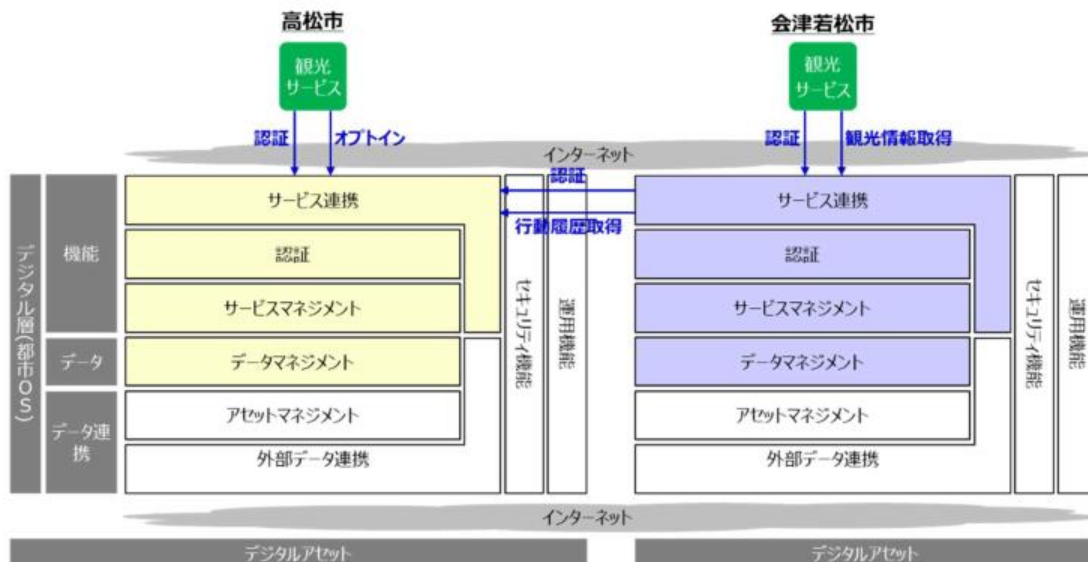 高松市
会津若松市
観光
サービス
観光
サービス
認証
オプトイン
認証
観光情報取得
インターネット
デジタル層(都市OS)
機能
データ
データ連
携
サービス連携
認証
サービスマネジメント
データマネジメント
アセットマネジメント
外部データ連携
セキュリティ機能
運用機能
認証
行動履歴取得
サービス連携
認証
サービスマネジメント
データマネジメント
アセットマネジメント
外部データ連携
セキュリティ機能
運用機能
インターネット
デジタルアセット
デジタルアセット